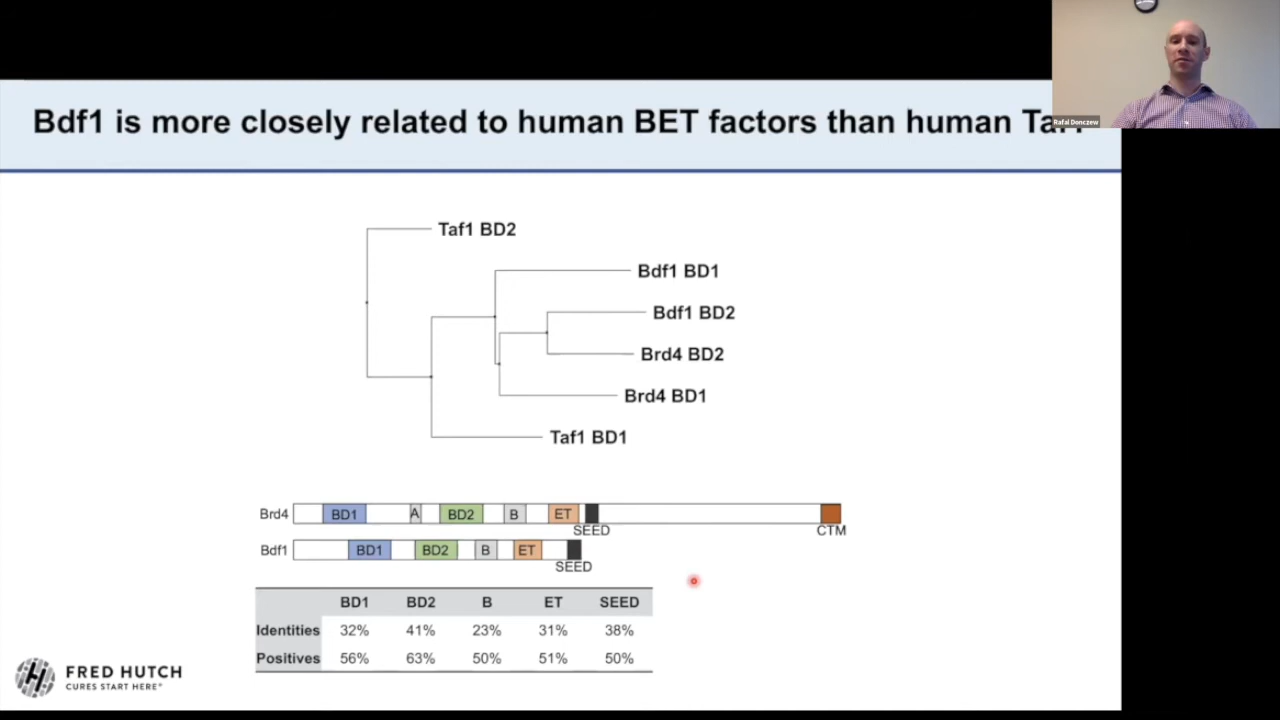 Bdf1 is more closely related to human BET factors than human
Rafal Donczew
Taf1 BD2
Bdf1 BD1
Bdf1 BD2
Brd4 BD2
Brd4 BD1
Taf1 BD1
Brd4 BD1 A BD2 B ET
SEED CTM
Bdf1 BD1 BD2 B ET
SEED
BD1 BD2 B ET SEED
Identities 32% 41% 23% 31% 38%
Positives 56% 63% 50% 51% 50%
FRED HUTCH
CURES START HERE™